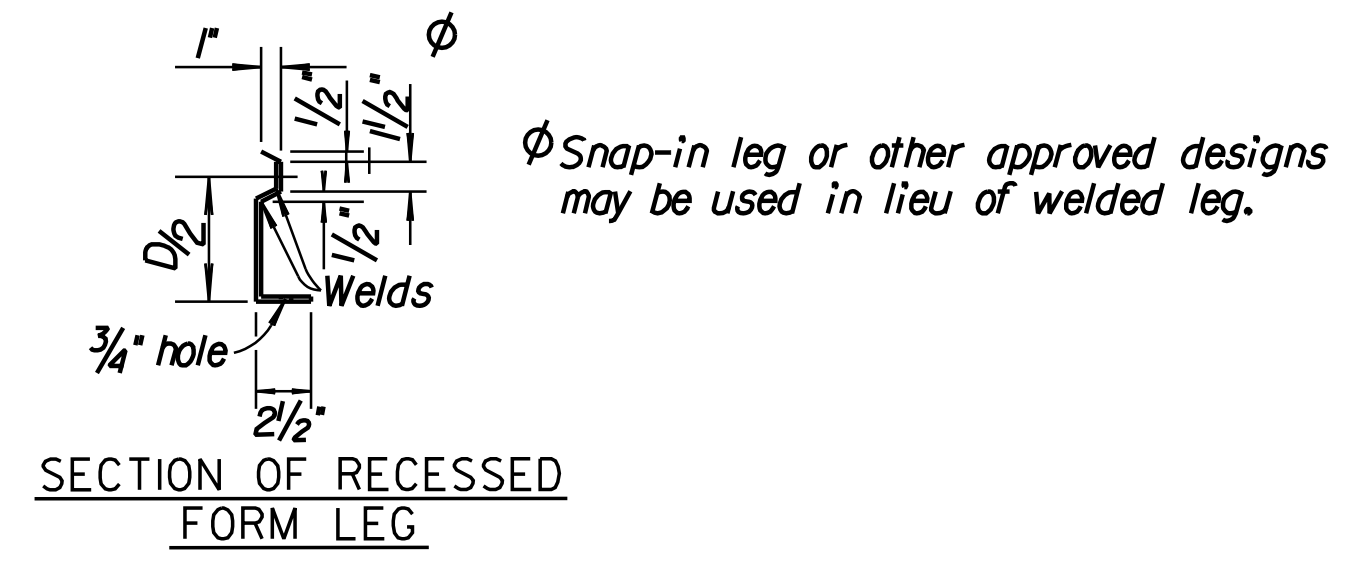 1"
ϕ
1/2"
1 1/2"
ϕ Snap-in leg or other approved designs
may be used in lieu of welded leg.
D/2
1/2"
Welds
3/4" hole
2 1/2"
SECTION OF RECESSED
FORM LEG